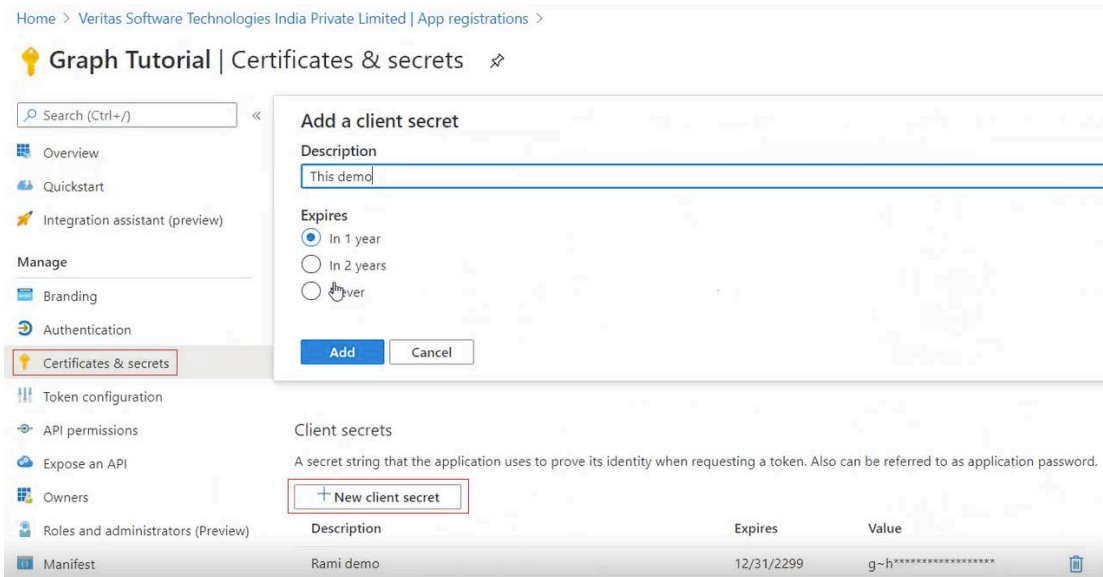 Home > Veritas Software Technologies India Private Limited | App registrations >
Graph Tutorial | Certificates & secrets
Search (Ctrl+/)
«
Overview
Quickstart
Integration assistant (preview)
Manage
Branding
Authentication
Certificates & secrets
Token configuration
API permissions
Expose an API
Owners
Roles and administrators (Preview)
Manifest
Add a client secret
Description
This demo
Expires
In 1 year
In 2 years
Add Cancel
Client secrets
A secret string that the application uses to prove its identity when requesting a token. Also can be referred to as application password.
+ New client secret
Description Expires Value
Rami demo 12/31/2299 g~h******************